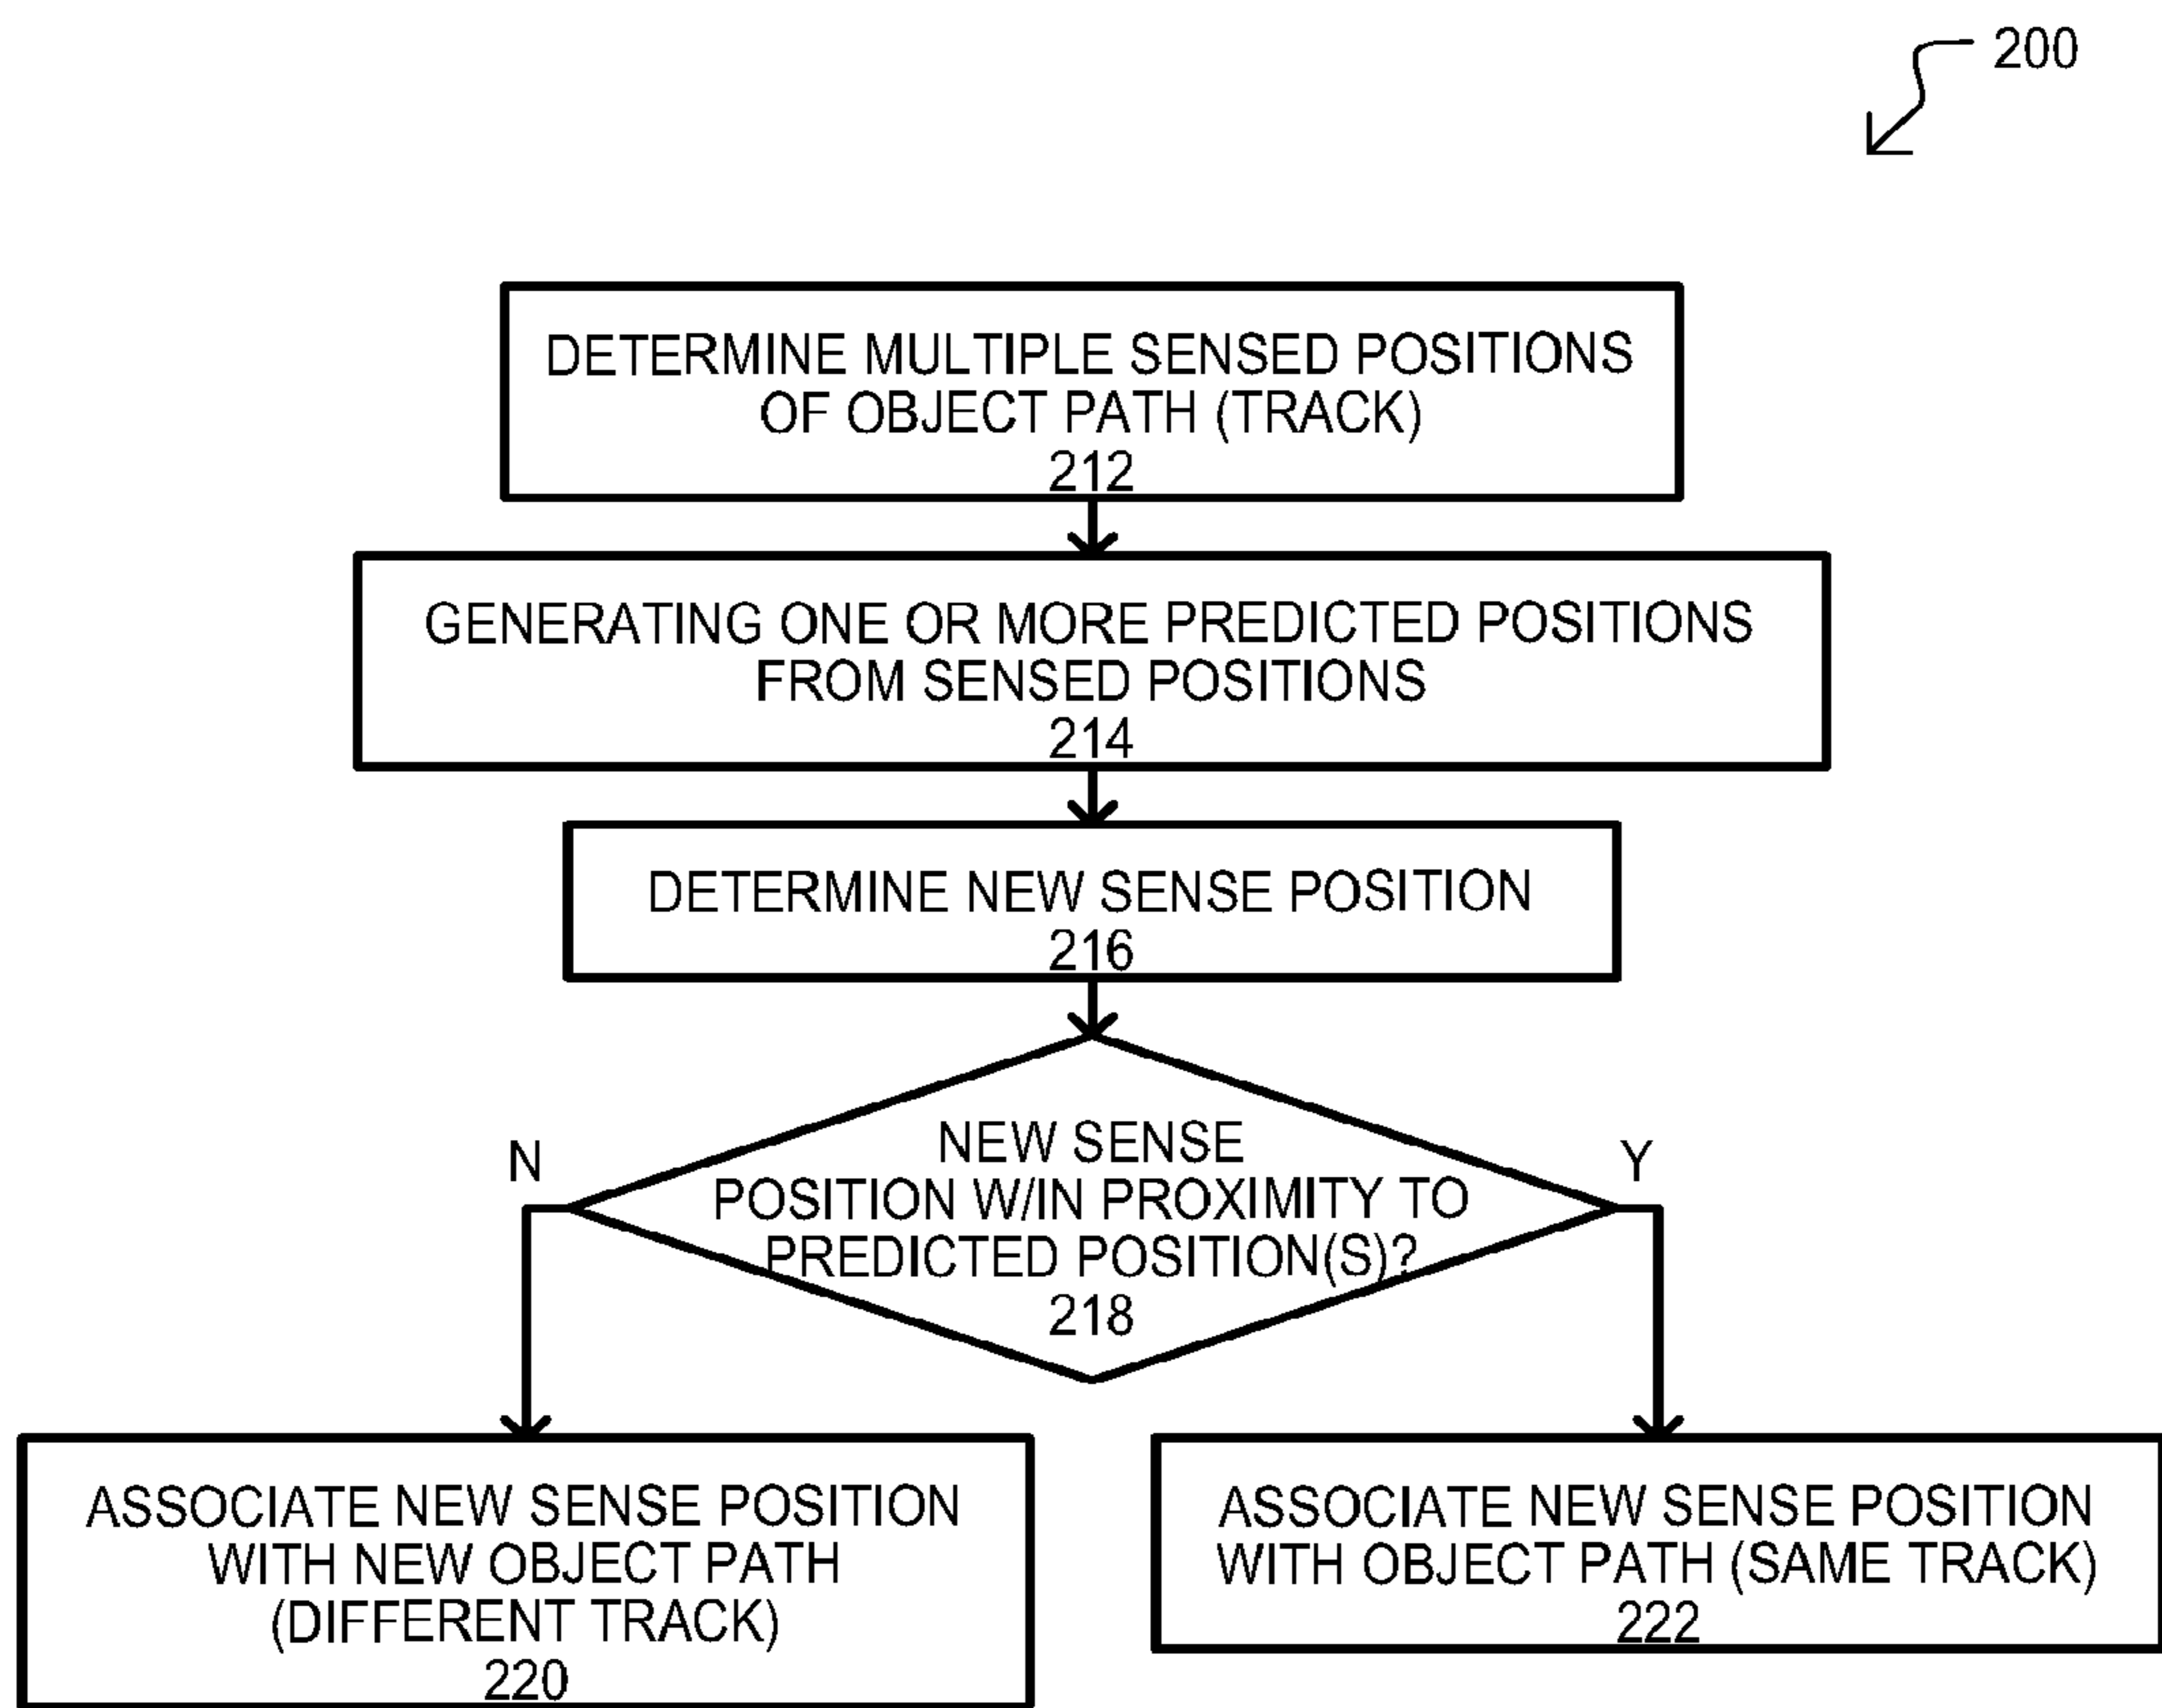 200
DETERMINE MULTIPLE SENSED POSITIONS
OF OBJECT PATH (TRACK)
212
GENERATING ONE OR MORE PREDICTED POSITIONS
FROM SENSED POSITIONS
214
DETERMINE NEW SENSE POSITION
216
NEW SENSE
POSITION W/IN PROXIMITY TO
PREDICTED POSITION(S)?
218
N
Y
ASSOCIATE NEW SENSE POSITION
WITH NEW OBJECT PATH
(DIFFERENT TRACK)
220
ASSOCIATE NEW SENSE POSITION
WITH OBJECT PATH (SAME TRACK)
222